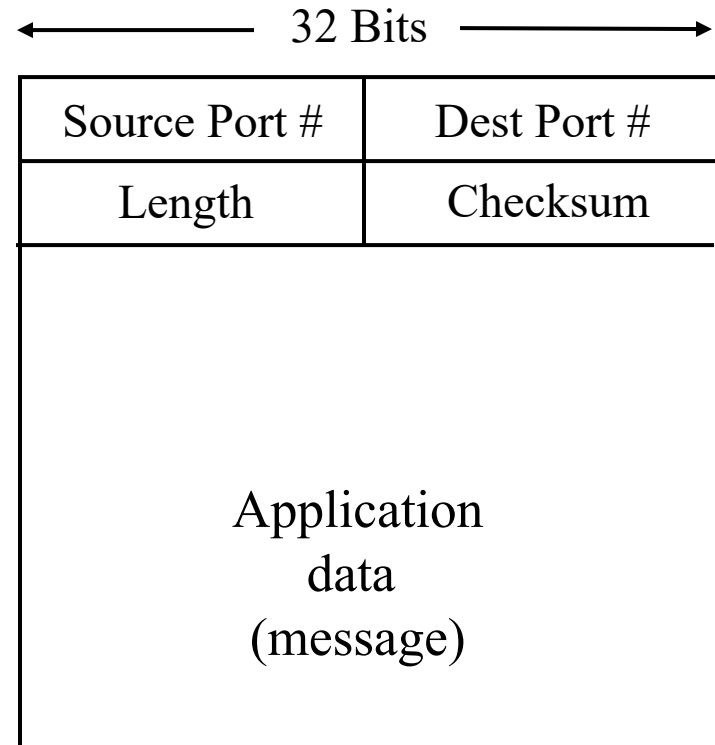 32 Bits
Source Port # Dest Port #
Length Checksum
Application
data
(message)